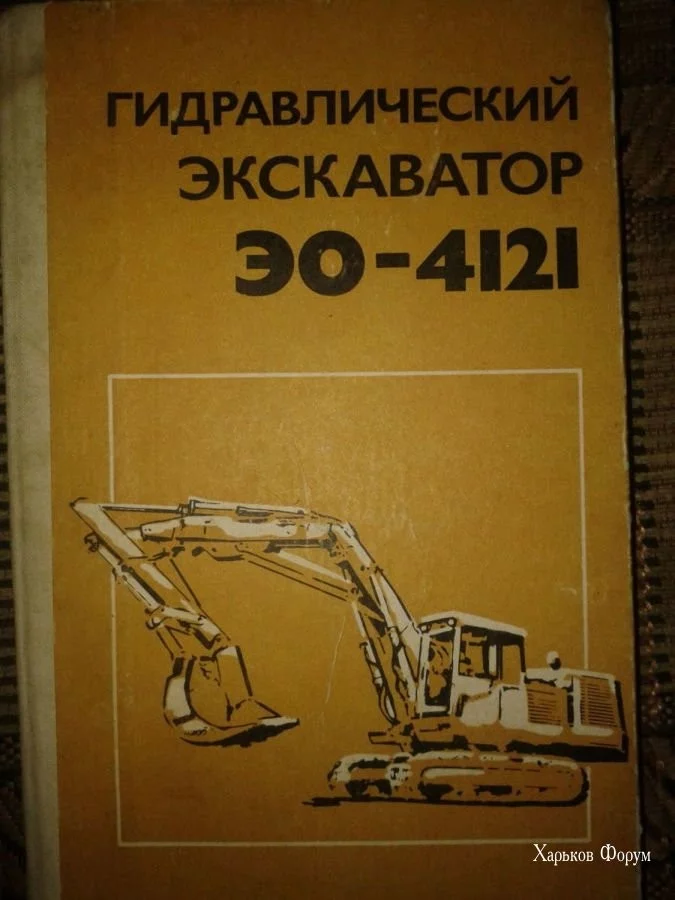 ГИДРАВЛИЧЕСКИЙ
ЭКСКАВАТОР
ЭО-4121
Харьков Форум